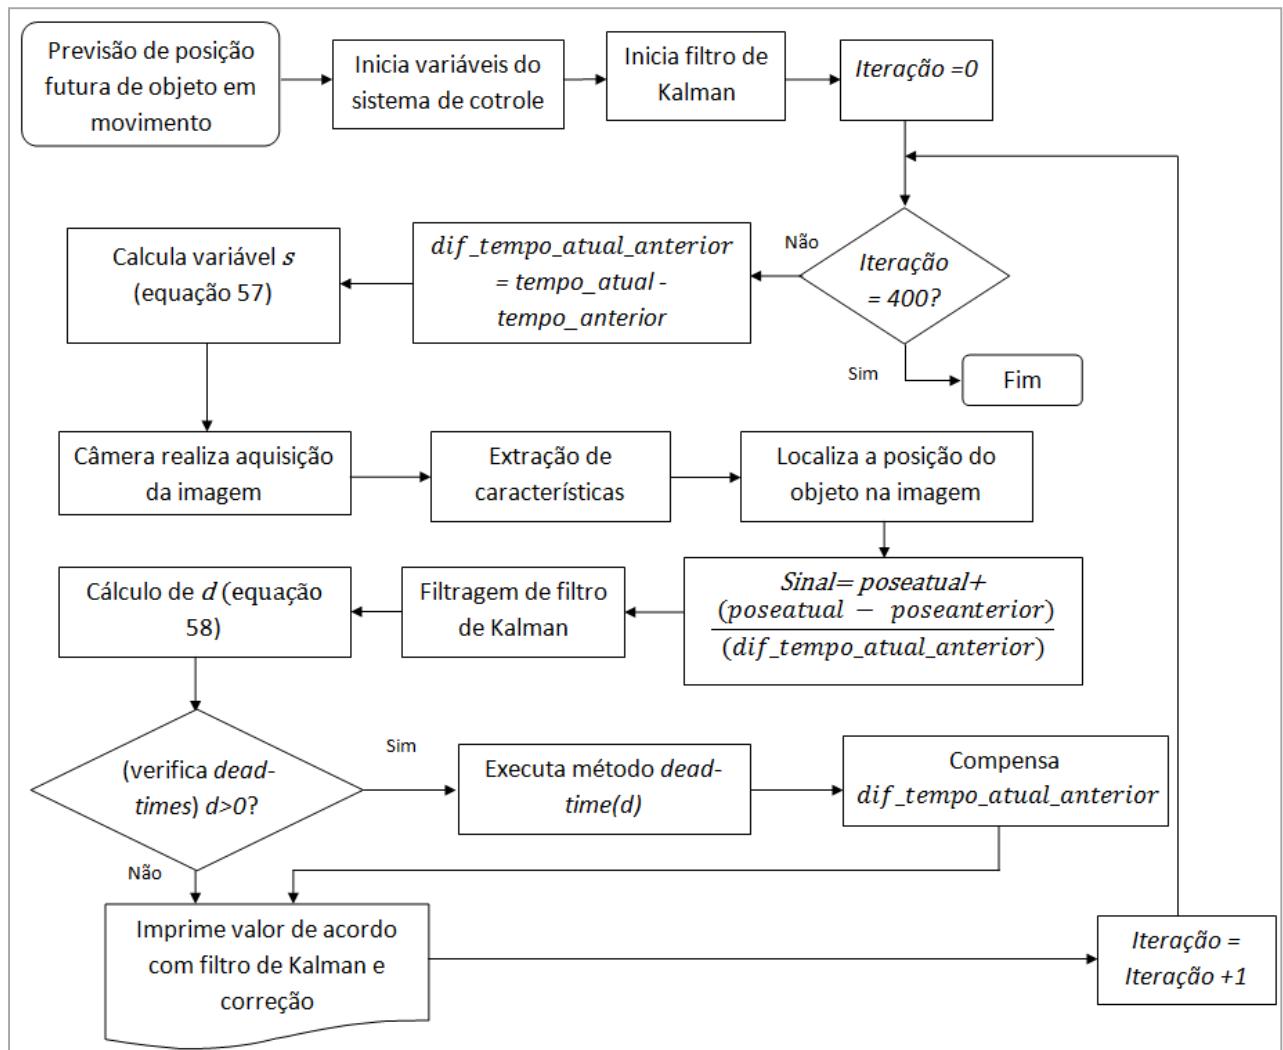 Previsão de posição
futura de objeto em
movimento
Inicia variáveis do
sistema de cotrole
Inicia filtro de
Kalman
Iteração =0
Iteração
= 400?
Não
Sim
Fim
dif_tempo_atual_anterior
= tempo_atual -
tempo_anterior
Calcula variável s
(equação 57)
Câmera realiza aquisição
da imagem
Extração de
características
Localiza a posição do
objeto na imagem
Sinal= poseatual+
(poseatual − poseanterior)
(dif_tempo_atual_anterior)
Filtragem de filtro
de Kalman
Cálculo de d (equação
58)
(verifica dead-
times) d>0?
Sim
Executa método dead-
time(d)
Compensa
dif_tempo_atual_anterior
Não
Imprime valor de acordo
com filtro de Kalman e
correção
Iteração =
Iteração +1